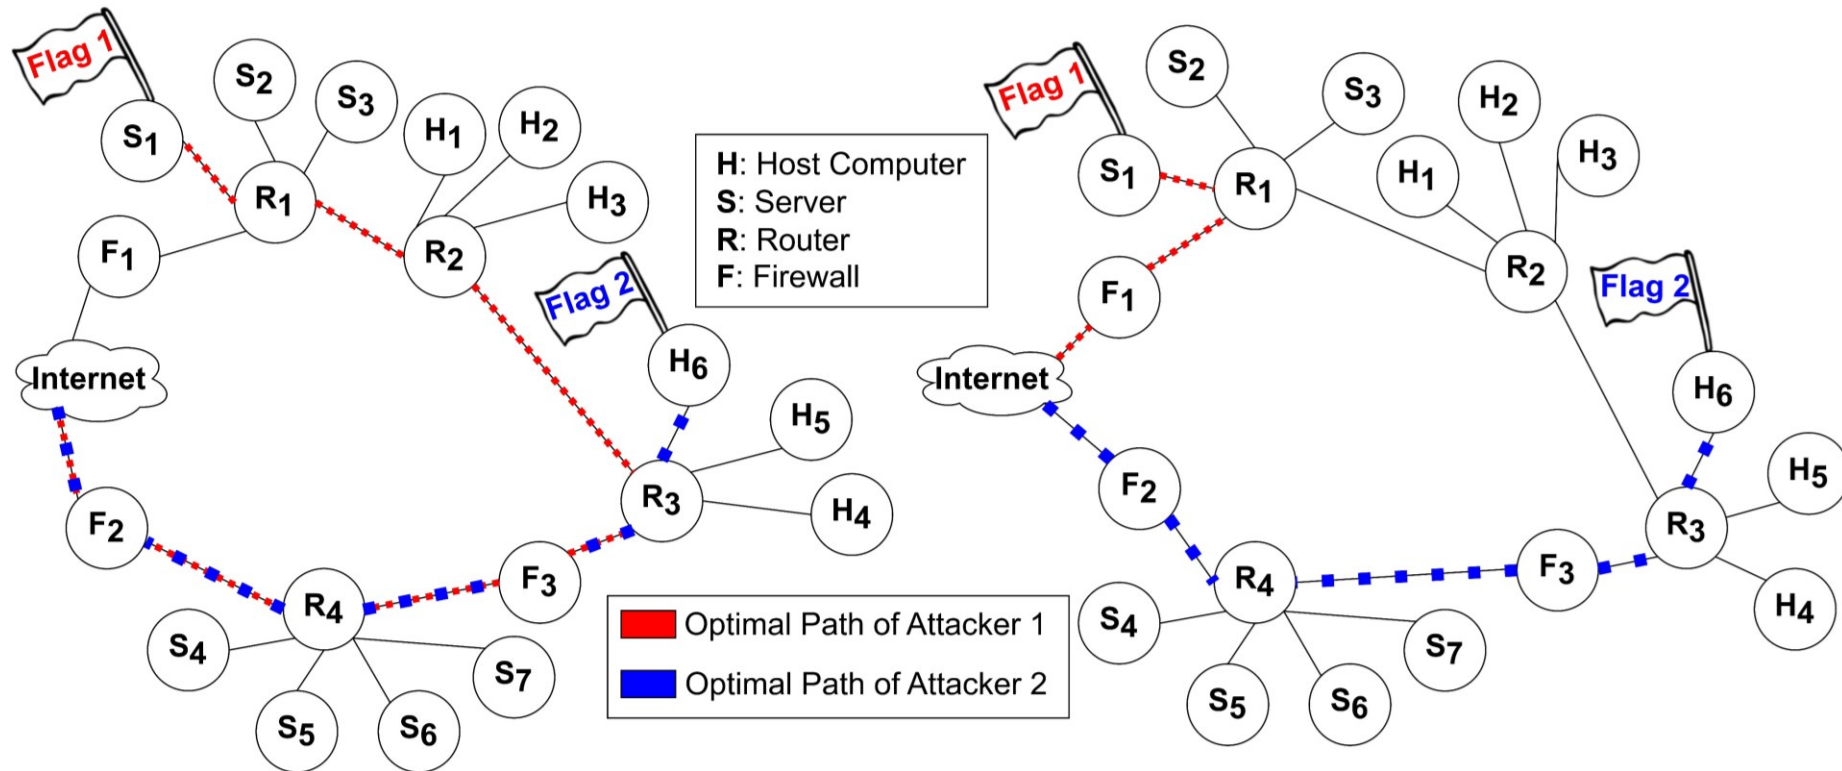 Flag 1
S2
S3
S1
H1
H2
R1
H3
F1
R2
Flag 2
Internet
H6
H5
R3
H4
F2
F3
R4
S4
S7
S5
S6
H: Host Computer
S: Server
R: Router
F: Firewall
Optimal Path of Attacker 1
Optimal Path of Attacker 2
Flag 1
S2
S3
H2
S1
R1
H1
H3
F1
R2
Flag 2
Internet
H6
H5
F2
R3
R4
F3
S4
H4
S7
S5
S6